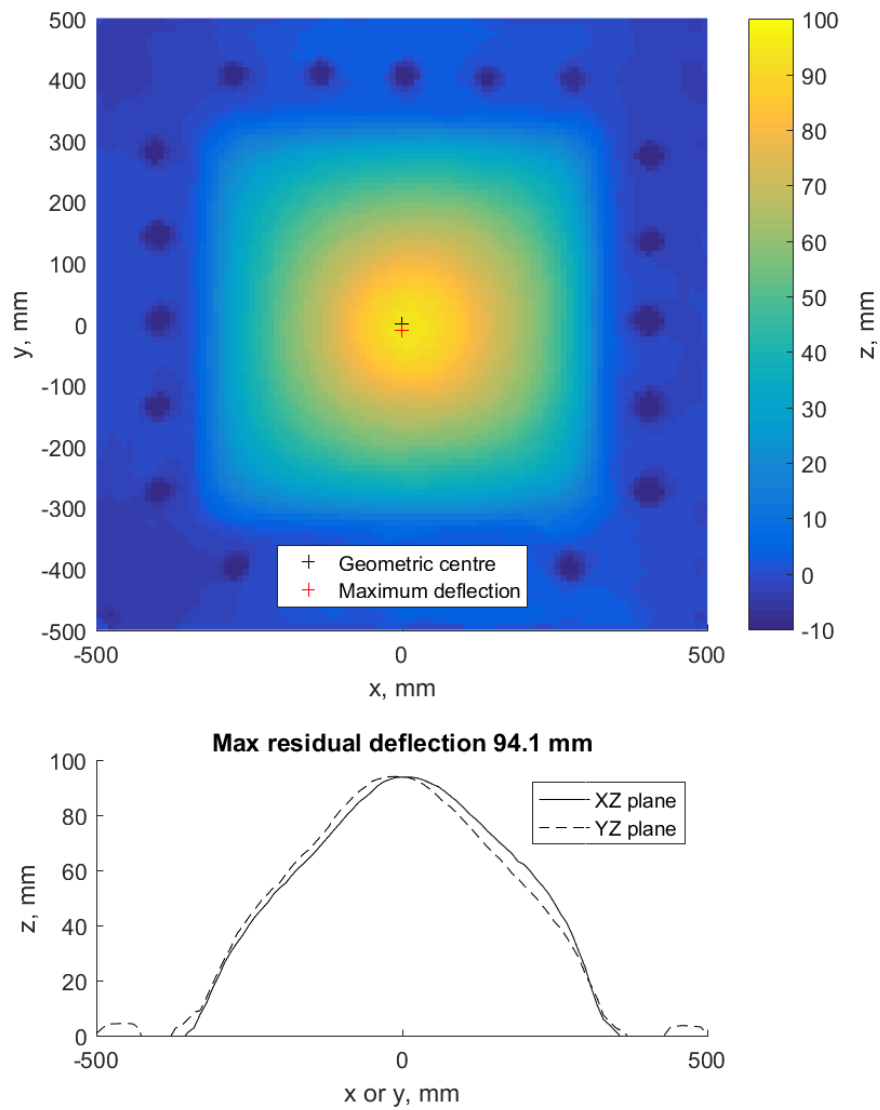 500
400
300
200
100
0
-100
-200
-300
-400
-500
y, mm
-500 0 500
x, mm
Geometric centre
Maximum deflection
100
90
80
70
60
50
40
30
20
10
0
-10
z, mm
Max residual deflection 94.1 mm
100
80
60
40
20
0
z, mm
XZ plane
YZ plane
-500 0 500
x or y, mm